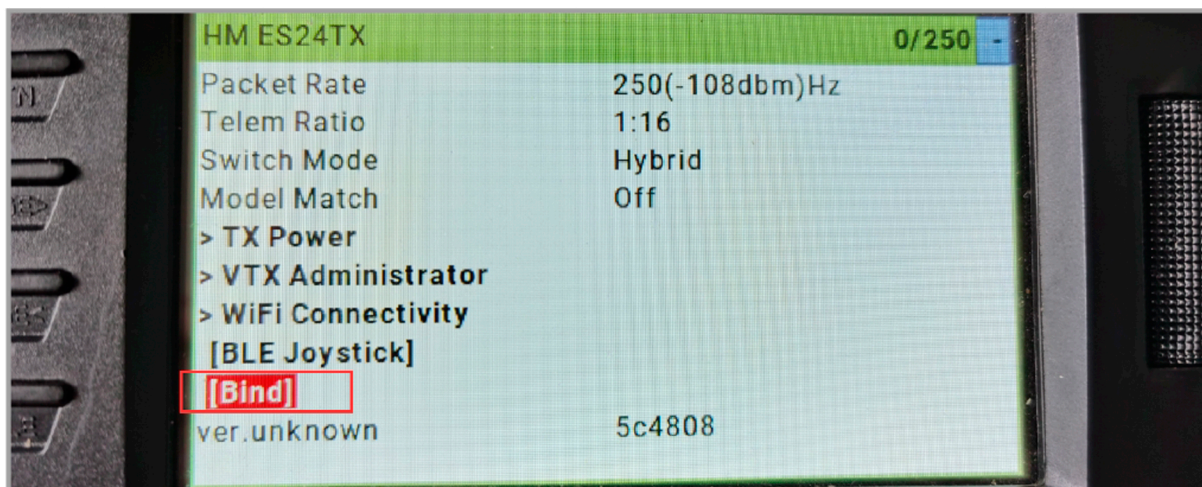 HM ES24TX 0/250 -
Packet Rate 250(-108dbm)Hz
Telem Ratio 1:16
Switch Mode Hybrid
Model Match Off
> TX Power
> VTX Administrator
> WiFi Connectivity
[BLE Joystick]
[Bind]
ver.unknown 5c4808